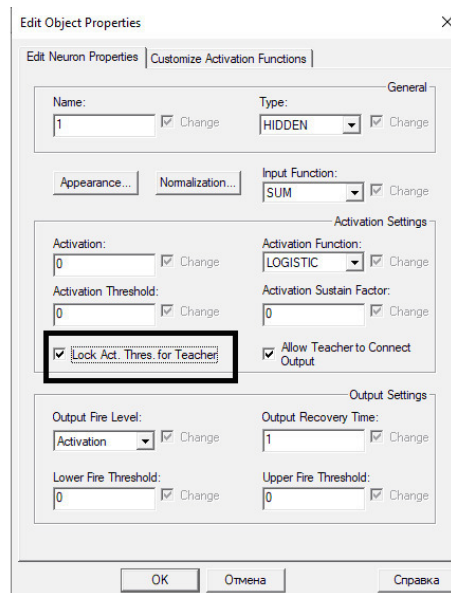 Edit Object Properties
Edit Neuron Properties Customize Activation Functions
General
Name: Type:
1 Change HIDDEN Change
Input Function:
Appearance... Normalization... SUM Change
Activation Settings
Activation: Activation Function:
0 Change LOGISTIC Change
Activation Threshold: Activation Sustain Factor:
0 Change 0 Change
Lock Act. Thres. for Teacher Allow Teacher to Connect
Output
Output Settings
Output Fire Level: Output Recovery Time:
Activation Change 1 Change
Lower Fire Threshold: Upper Fire Threshold:
0 Change 0 Change
OK Отмена Справка